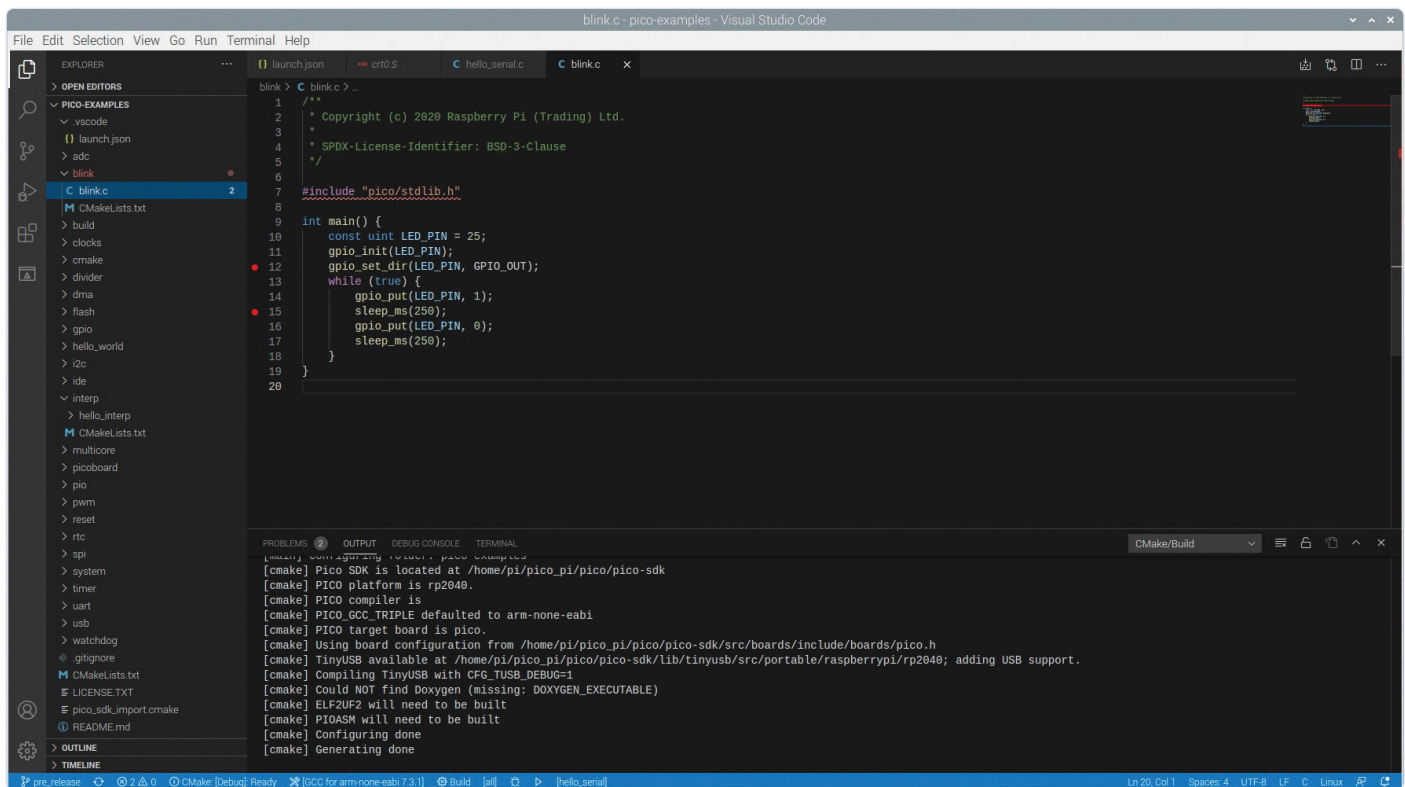 blink.c - pico-examples - Visual Studio Code
File Edit Selection View Go Run Terminal Help
EXPLORER
OPEN EDITORS
PICO-EXAMPLES
.vscode
{} launch.json
adc
blink
C blink.c 2
M CMakeLists.txt
build
clocks
cmake
divider
dma
flash
gpio
hello_world
i2c
ide
interp
hello_interp
M CMakeLists.txt
multicore
picoboard
pio
pwm
reset
rtc
spi
system
timer
uart
usb
watchdog
.gitignore
M CMakeLists.txt
LICENSE.TXT
pico_sdk_import.cmake
README.md
OUTLINE
TIMELINE
{} launch.json crt0.S C hello_serial.c C blink.c
blink > C blink.c > ...
1 /**
2 * Copyright (c) 2020 Raspberry Pi (Trading) Ltd.
3 *
4 * SPDX-License-Identifier: BSD-3-Clause
5 */
6
7 #include "pico/stdlib.h"
8
9 int main() {
10 const uint LED_PIN = 25;
11 gpio_init(LED_PIN);
12 gpio_set_dir(LED_PIN, GPIO_OUT);
13 while (true) {
14 gpio_put(LED_PIN, 1);
15 sleep_ms(250);
16 gpio_put(LED_PIN, 0);
17 sleep_ms(250);
18 }
19 }
20
PROBLEMS 2 OUTPUT DEBUG CONSOLE TERMINAL CMake/Build
[main] Configuring folder: pico-examples
[cmake] Pico SDK is located at /home/pi/pico_pi/pico/pico-sdk
[cmake] PICO platform is rp2040.
[cmake] PICO compiler is
[cmake] PICO_GCC_TRIPLE defaulted to arm-none-eabi
[cmake] PICO target board is pico.
[cmake] Using board configuration from /home/pi/pico_pi/pico/pico-sdk/src/boards/include/boards/pico.h
[cmake] TinyUSB available at /home/pi/pico_pi/pico/pico-sdk/lib/tinyusb/src/portable/raspberrypi/rp2040; adding USB support.
[cmake] Compiling TinyUSB with CFG_TUSB_DEBUG=1
[cmake] Could NOT find Doxygen (missing: DOXYGEN_EXECUTABLE)
[cmake] ELF2UF2 will need to be built
[cmake] PIOASM will need to be built
[cmake] Configuring done
[cmake] Generating done
pre_release 2 0 CMake: [Debug]: Ready [GCC for arm-none-eabi 7.3.1] Build [all] [hello_serial] Ln 20, Col 1 Spaces: 4 UTF-8 LF C Linux